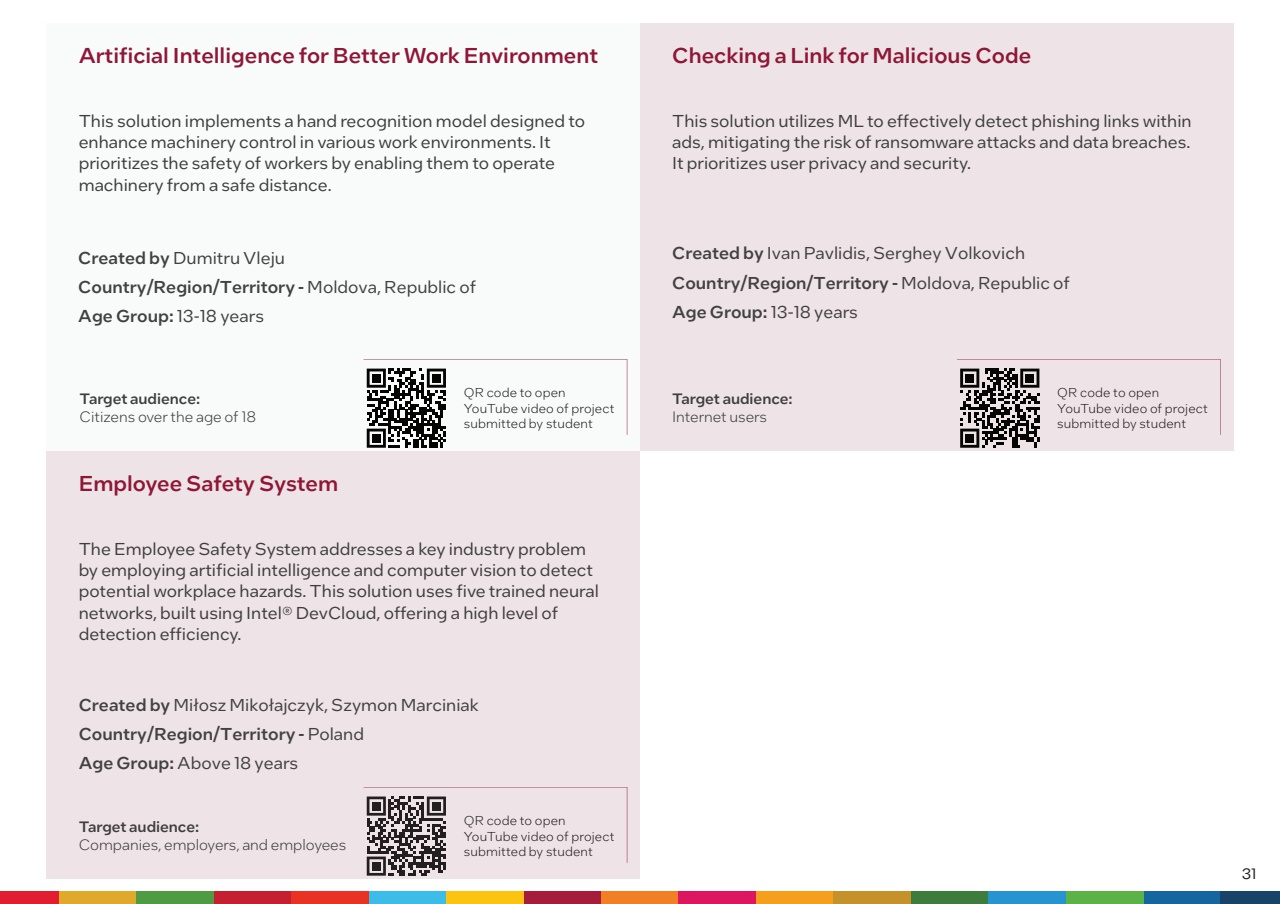 Artificial Intelligence for Better Work Environment
This solution implements a hand recognition model designed to
enhance machinery control in various work environments. It
prioritizes the safety of workers by enabling them to operate
machinery from a safe distance.
Created by Dumitru Vleju
Country/Region/Territory - Moldova, Republic of
Age Group: 13-18 years
Target audience:
Citizens over the age of 18
QR code to open
YouTube video of project
submitted by student
Checking a Link for Malicious Code
This solution utilizes ML to effectively detect phishing links within
ads, mitigating the risk of ransomware attacks and data breaches.
It prioritizes user privacy and security.
Created by Ivan Pavlidis, Serghey Volkovich
Country/Region/Territory - Moldova, Republic of
Age Group: 13-18 years
Target audience:
Internet users
QR code to open
YouTube video of project
submitted by student
Employee Safety System
The Employee Safety System addresses a key industry problem
by employing artificial intelligence and computer vision to detect
potential workplace hazards. This solution uses five trained neural
networks, built using Intel® DevCloud, offering a high level of
detection efficiency.
Created by Miłosz Mikołajczyk, Szymon Marciniak
Country/Region/Territory - Poland
Age Group: Above 18 years
Target audience:
Companies, employers, and employees
QR code to open
YouTube video of project
submitted by student
31